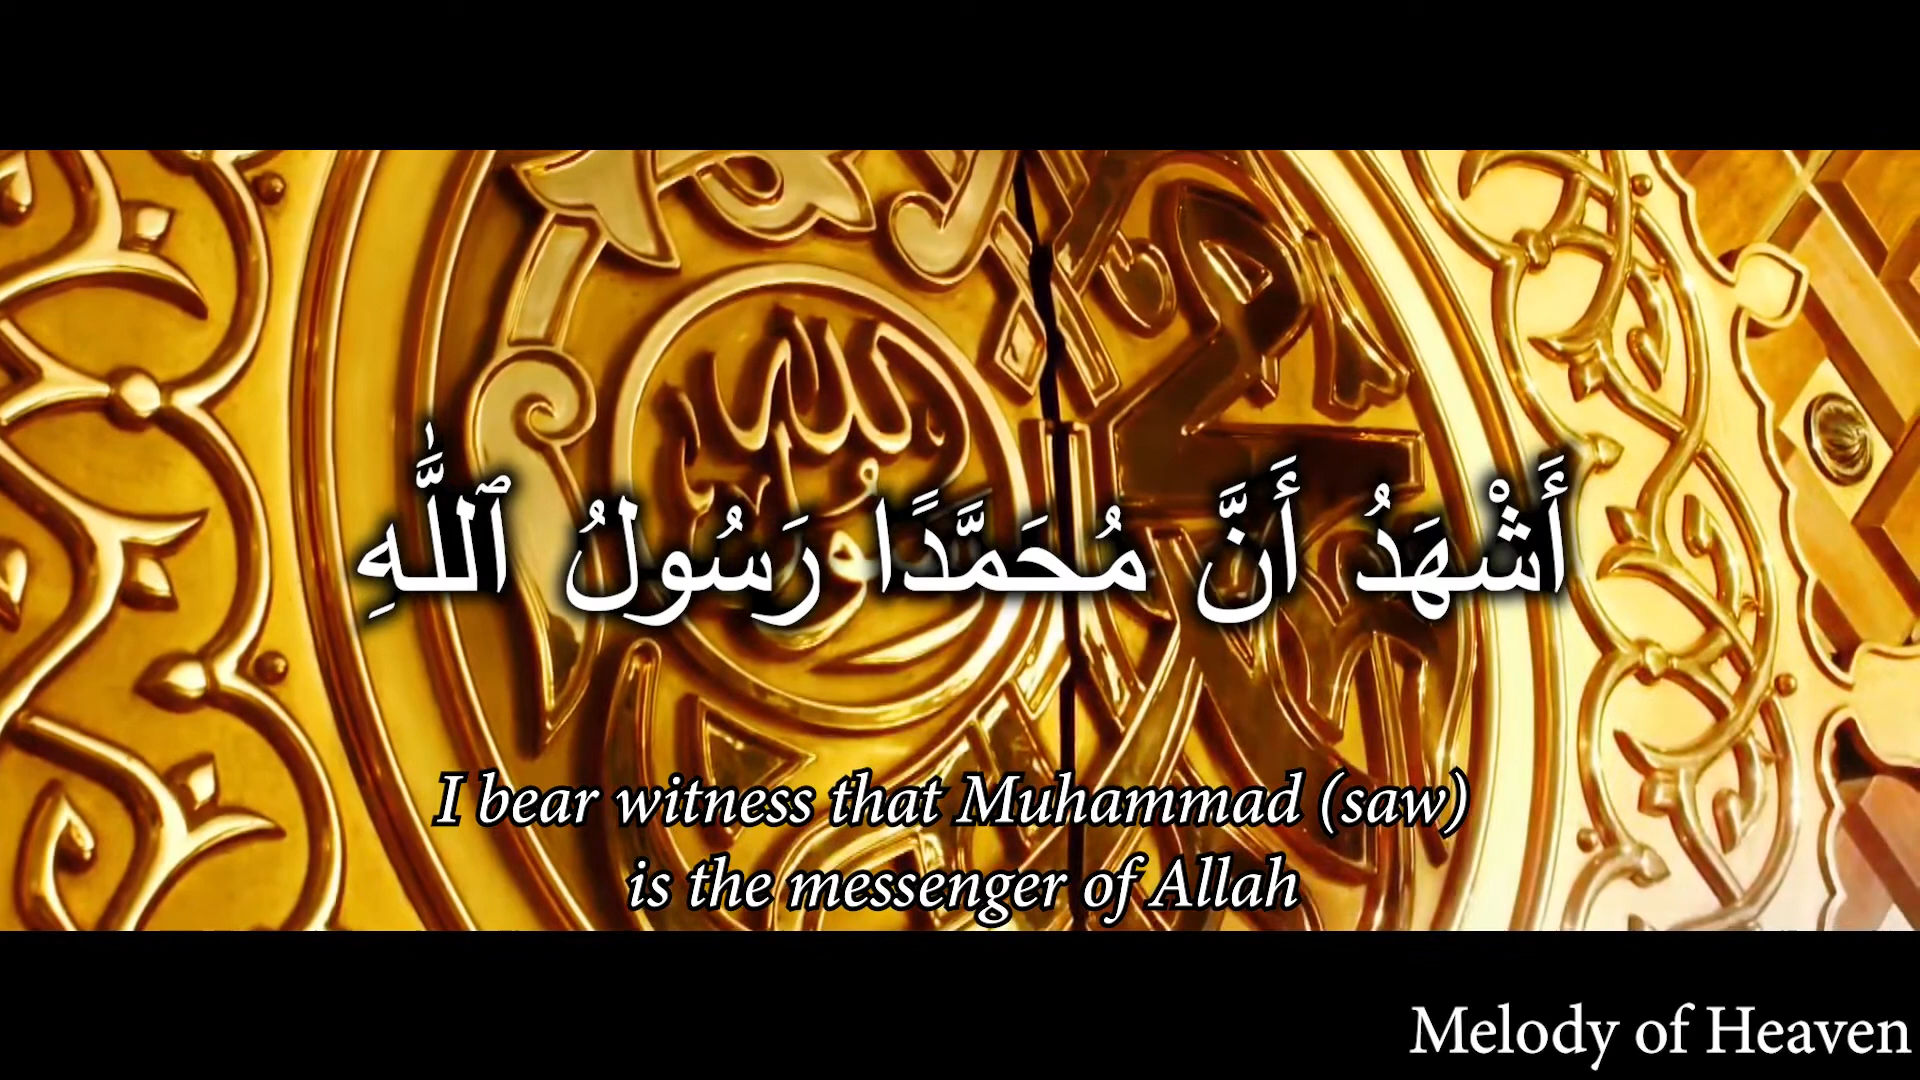 أَشْهَدُ أَنَّ مُحَمَّدًا رَسُولُ ٱللَّٰهِ
I bear witness that Muhammad (saw)
is the messenger of Allah
Melody of Heaven